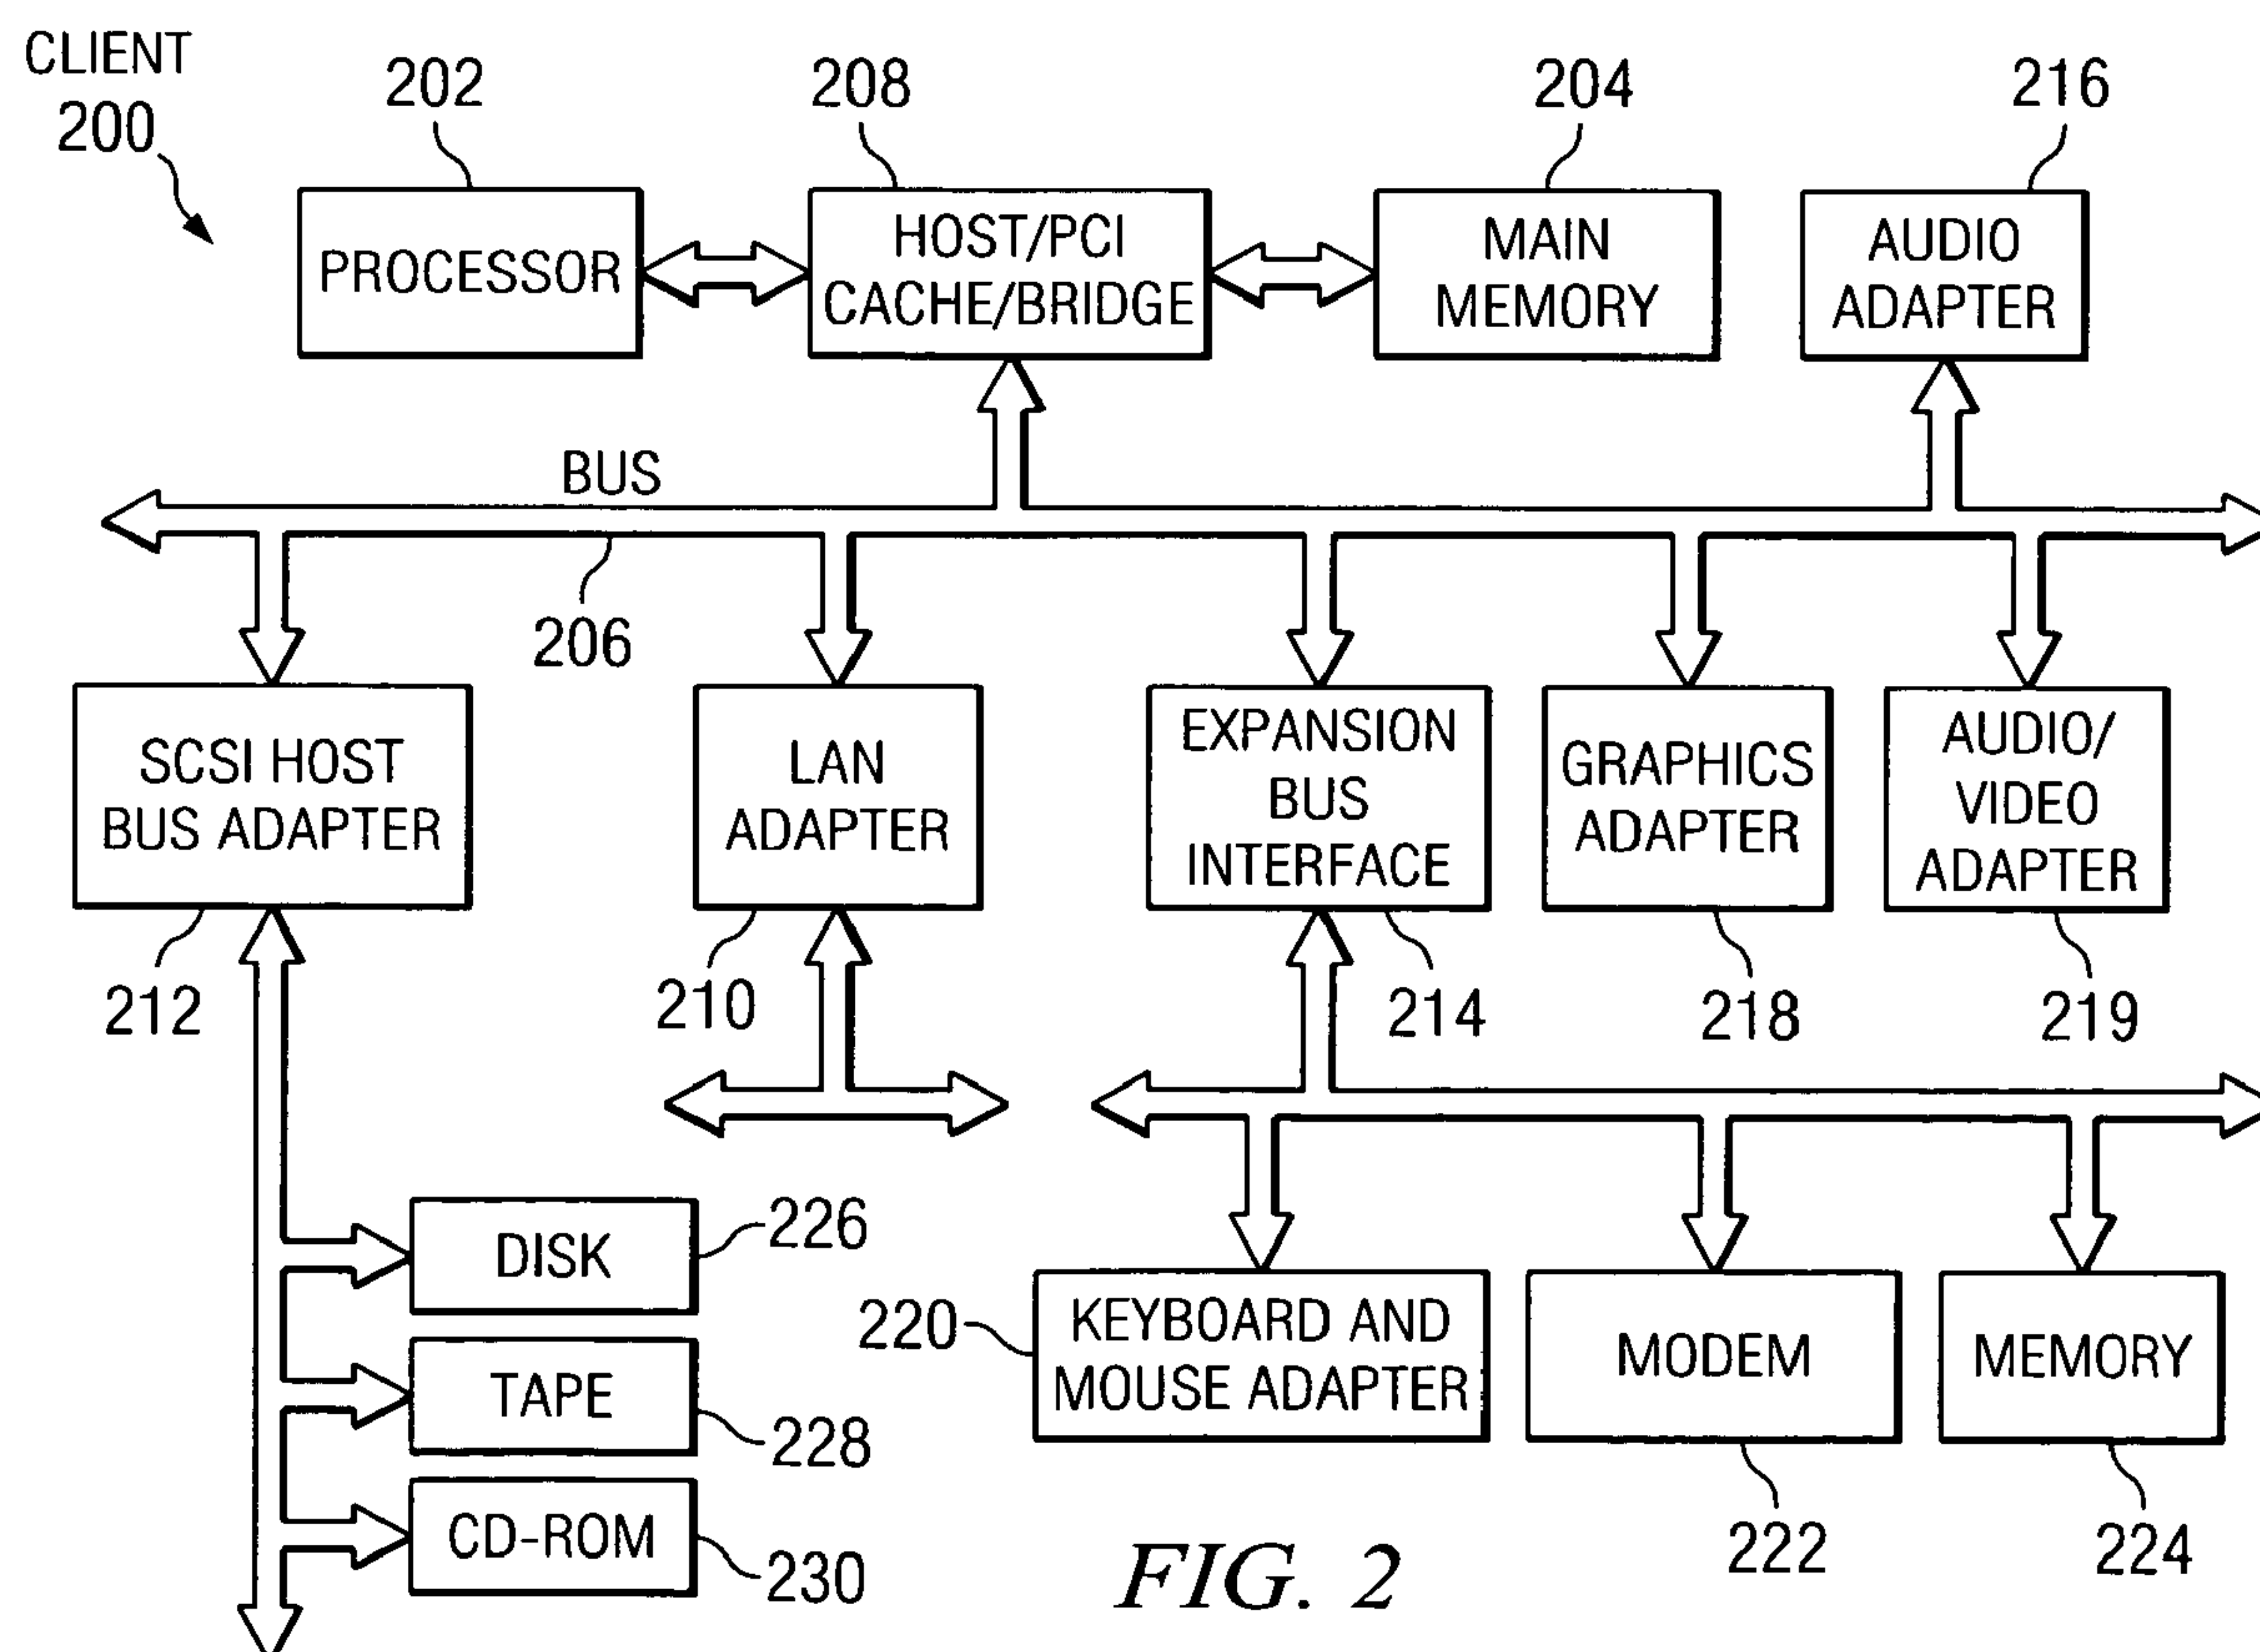 CLIENT
200
202
208
204
216
PROCESSOR
HOST/PCI
CACHE/BRIDGE
MAIN
MEMORY
AUDIO
ADAPTER
BUS
206
SCSI HOST
BUS ADAPTER
LAN
ADAPTER
EXPANSION
BUS
INTERFACE
GRAPHICS
ADAPTER
AUDIO/
VIDEO
ADAPTER
212
210
214
218
219
DISK
226
TAPE
228
CD-ROM
230
220
KEYBOARD AND
MOUSE ADAPTER
MODEM
MEMORY
222
224
FIG. 2